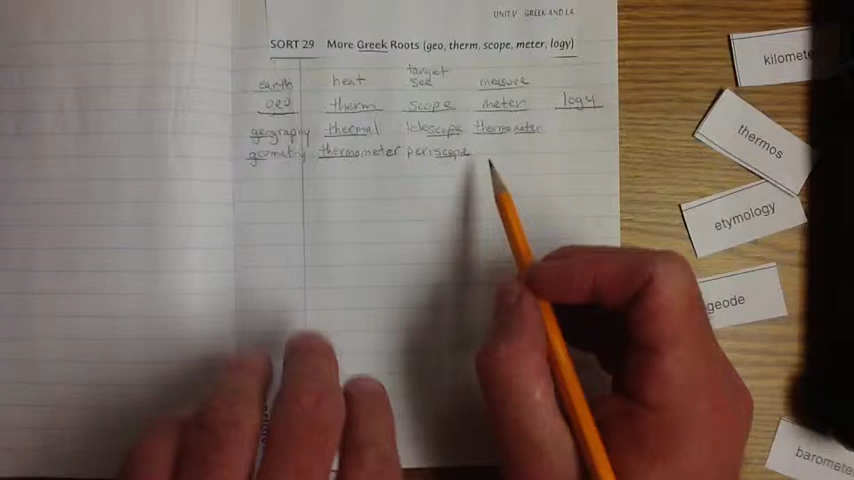 UNIT V GREEK AND LA
SORT 29 More Greek Roots (geo, therm, scope, meter, logy)
target
earth heat see measure
geo therm scope meter logy
geography thermal telescope thermometer
geometry thermometer periscope
kilomete
thermos
etymology
geode
baromete